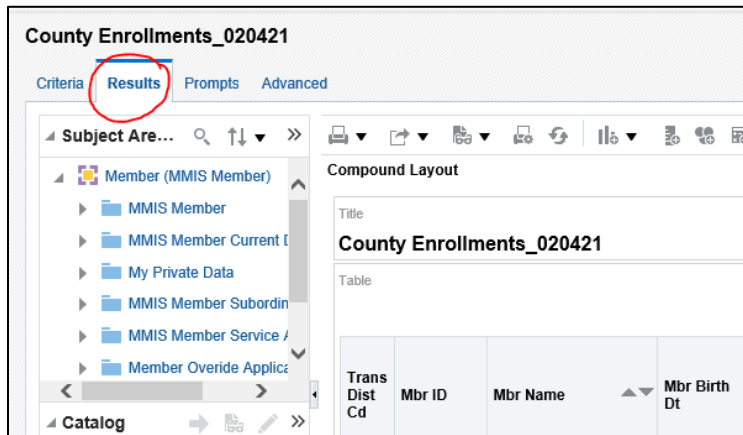 County Enrollments_020421
Criteria Results Prompts Advanced
Subject Are...
Member (MMIS Member)
MMIS Member
MMIS Member Current
My Private Data
MMIS Member Subordin
MMIS Member Service
Member Overide Applica
Catalog
Compound Layout
Title
County Enrollments_020421
Table
Trans Dist Cd
Mbr ID
Mbr Name
Mbr Birth Dt